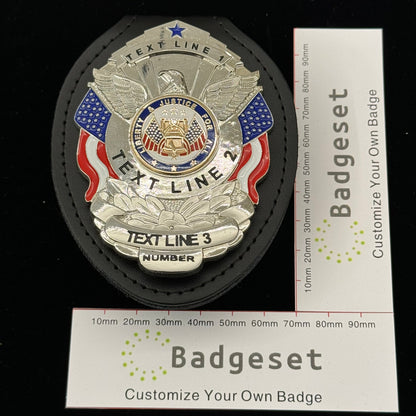 TEXT LINE 1
LIBERTY & JUSTICE FOR
TEXT LINE 2
TEXT LINE 3
NUMBER
10mm 20mm 30mm 40mm 50mm 60mm 70mm 80mm 90mm
Badgeset
Customize Your Own Badge
10mm 20mm 30mm 40mm 50mm 60mm 70mm 80mm 90mm
Badgeset
Customize Your Own Badge